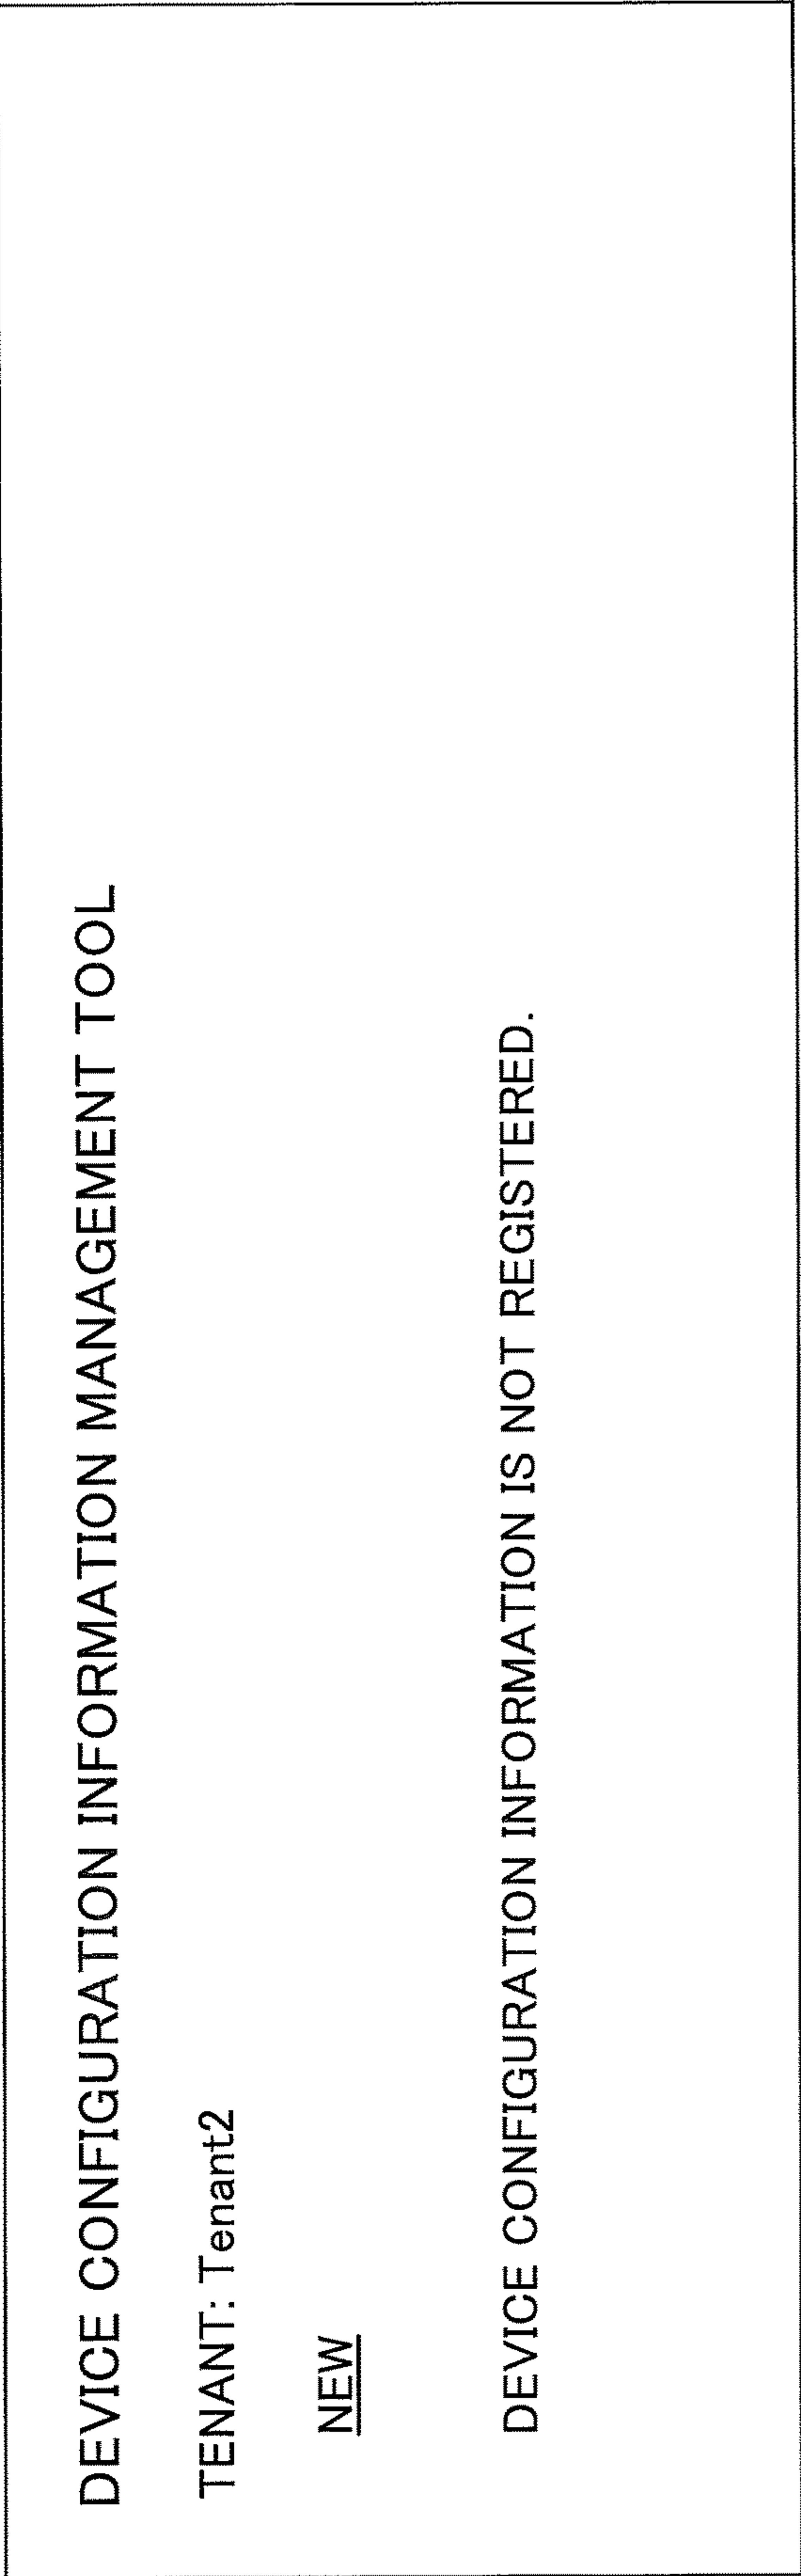 DEVICE CONFIGURATION INFORMATION MANAGEMENT TOOL
TENANT: Tenant2
NEW
DEVICE CONFIGURATION INFORMATION IS NOT REGISTERED.